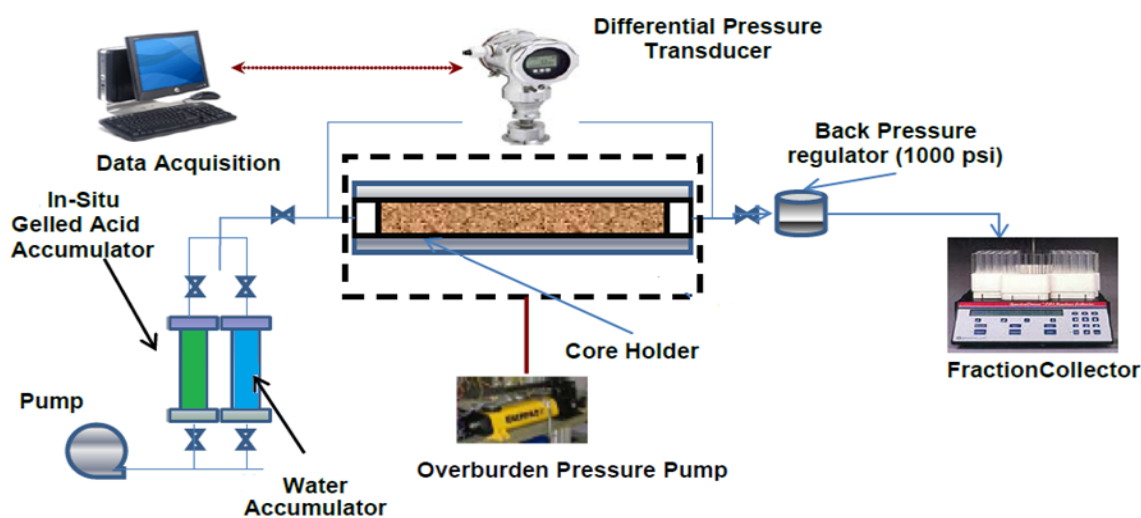 Differential Pressure
Transducer
Data Acquisition
Back Pressure
regulator (1000 psi)
In-Situ
Gelled Acid
Accumulator
Core Holder
FractionCollector
Pump
ENERPAC
Overburden Pressure Pump
Water
Accumulator